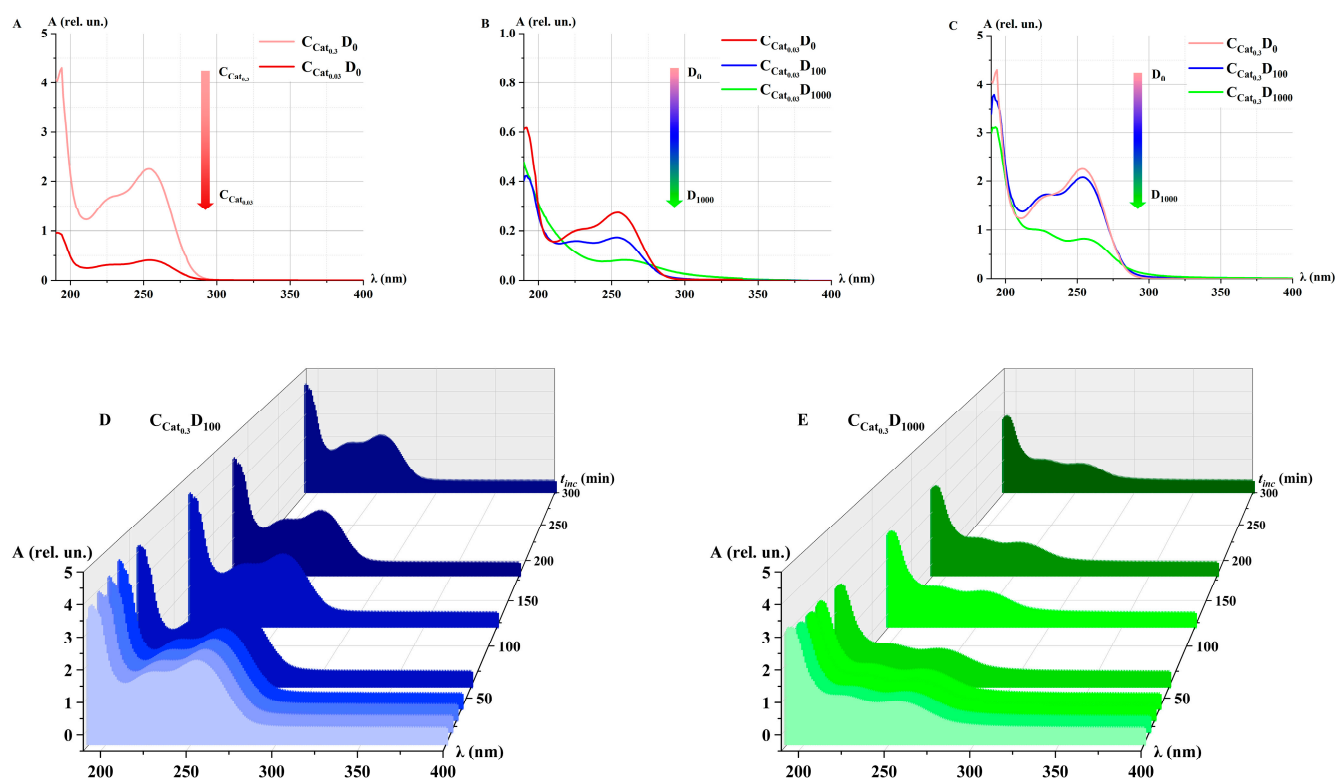 A
A (rel. un.)
5
4
3
2
1
0
200
250
300
350
400
λ (nm)
C_Cat0.3 D0
C_Cat0.03 D0
C_Cat0.3
C_Cat0.03
B
A (rel. un.)
1.0
0.8
0.6
0.4
0.2
0.0
200
250
300
350
400
λ (nm)
C_Cat0.03 D0
C_Cat0.03 D100
C_Cat0.03 D1000
D0
D1000
C
A (rel. un.)
5
4
3
2
1
0
200
250
300
350
400
λ (nm)
C_Cat0.3 D0
C_Cat0.3 D100
C_Cat0.3 D1000
D0
D1000
D
C_Cat0.3 D100
A (rel. un.)
5
4
3
2
1
0
200
250
300
350
400
λ (nm)
t_inc (min)
300
250
200
150
100
50
E
C_Cat0.3 D1000
A (rel. un.)
5
4
3
2
1
0
200
250
300
350
400
λ (nm)
t_inc (min)
300
250
200
150
100
50